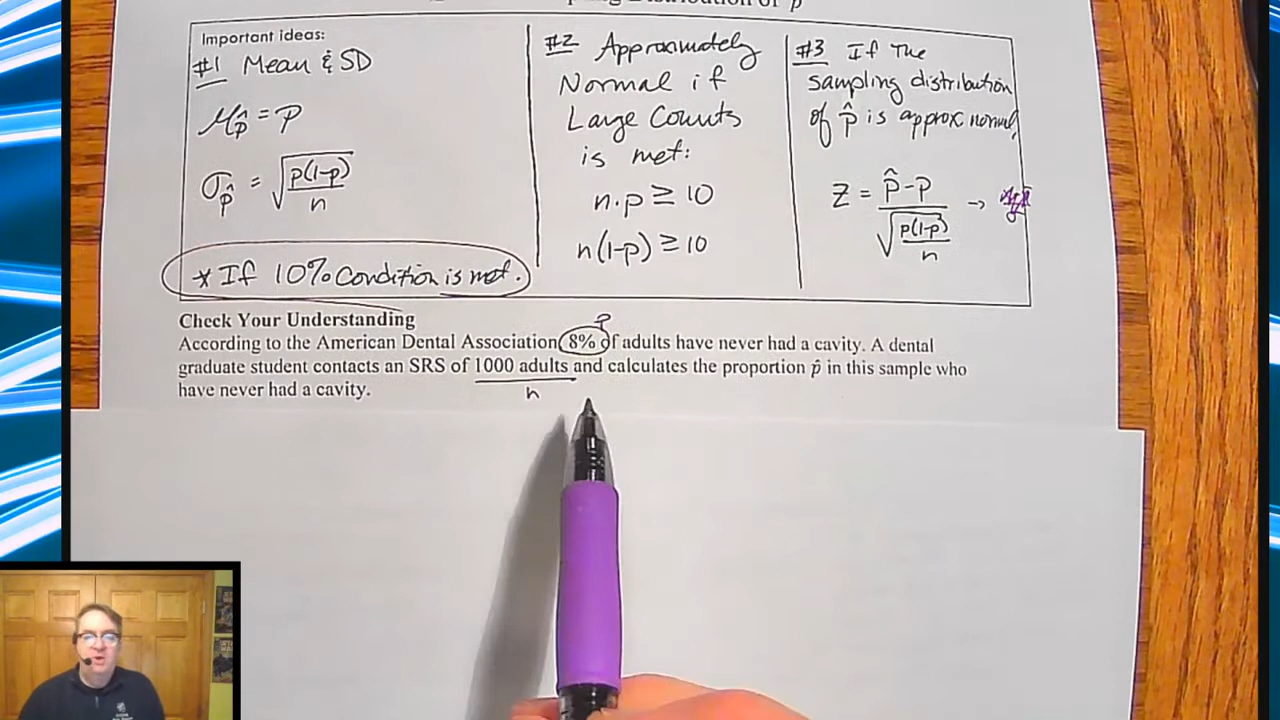 Sampling Distribution of p̂
Important ideas:
#1 Mean & SD
μp̂ = p
σp̂ = √(p(1-p)/n)
* If 10% Condition is met.
#2 Approximately
Normal if
Large Counts
is met:
n·p ≥ 10
n(1-p) ≥ 10
#3 If the
sampling distribution
of p̂ is approx normal,
Z = (p̂-p)/√(p(1-p)/n) →
Check Your Understanding
p
According to the American Dental Association 8% of adults have never had a cavity. A dental
graduate student contacts an SRS of 1000 adults and calculates the proportion p̂ in this sample who
have never had a cavity.
n